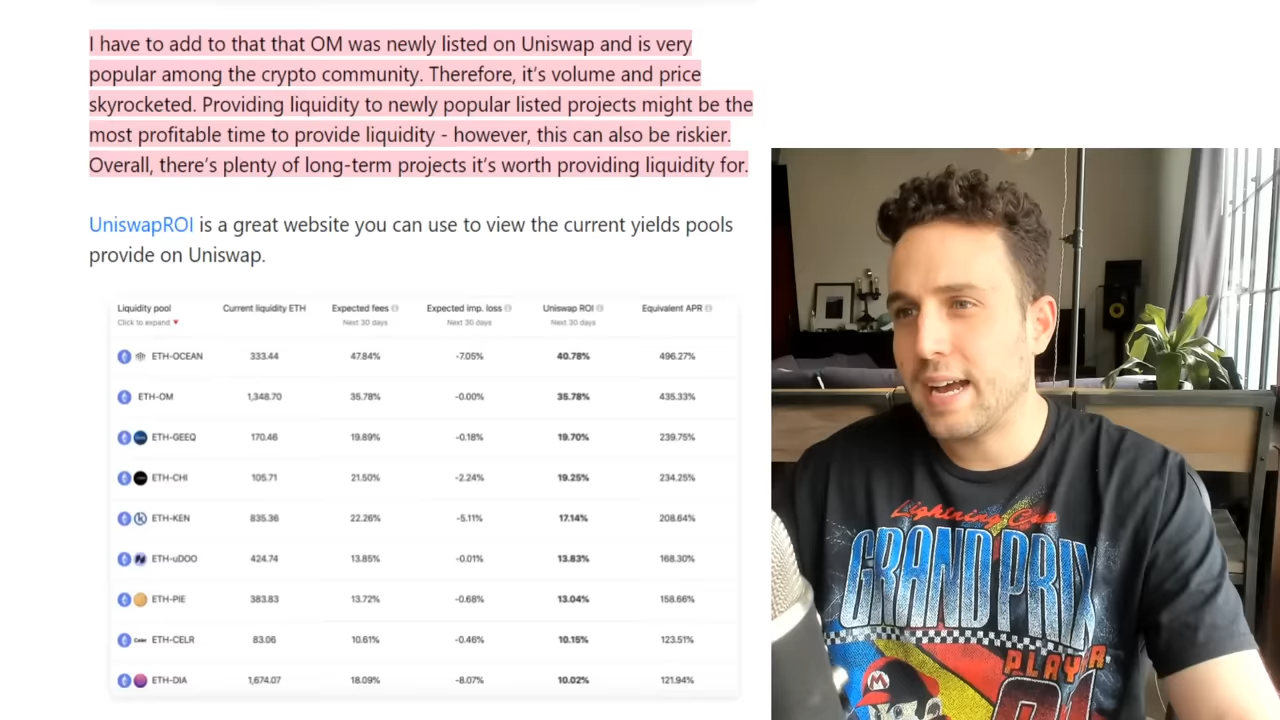 I have to add to that that OM was newly listed on Uniswap and is very
popular among the crypto community. Therefore, it's volume and price
skyrocketed. Providing liquidity to newly popular listed projects might be the
most profitable time to provide liquidity - however, this can also be riskier.
Overall, there's plenty of long-term projects it's worth providing liquidity for.
UniswapROI is a great website you can use to view the current yields pools
provide on Uniswap.
Liquidity pool Current liquidity ETH Expected fees Expected imp. loss Uniswap ROI Equivalent APR
Click to expand Next 30 days Next 30 days Next 30 days
ETH-OCEAN 333.44 47.84% -7.05% 40.78% 496.27%
ETH-OM 1,348.70 35.78% -0.00% 35.78% 435.33%
ETH-GEEQ 170.46 19.89% -0.18% 19.70% 239.75%
ETH-CHI 105.71 21.50% -2.24% 19.25% 234.25%
ETH-KEN 835.36 22.26% -5.11% 17.14% 208.64%
ETH-uDOO 424.74 13.85% -0.01% 13.83% 168.30%
ETH-PIE 383.83 13.72% -0.68% 13.04% 158.66%
ETH-CELR 83.06 10.61% -0.46% 10.15% 123.51%
ETH-DIA 1,674.07 18.09% -8.07% 10.02% 121.94%
Lightning Cup
GRAND PRIX
PLAYER
M